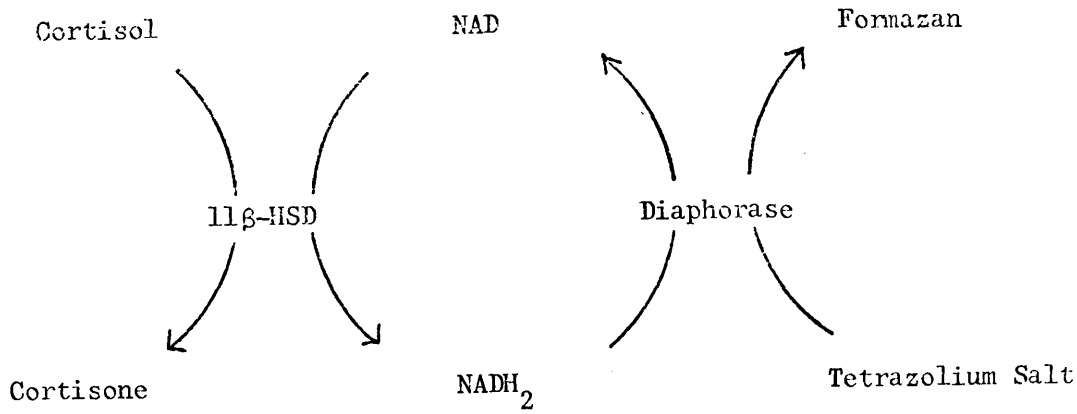 Cortisol NAD Formazan
11β-HSD Diaphorase
Cortisone NADH₂ Tetrazolium Salt